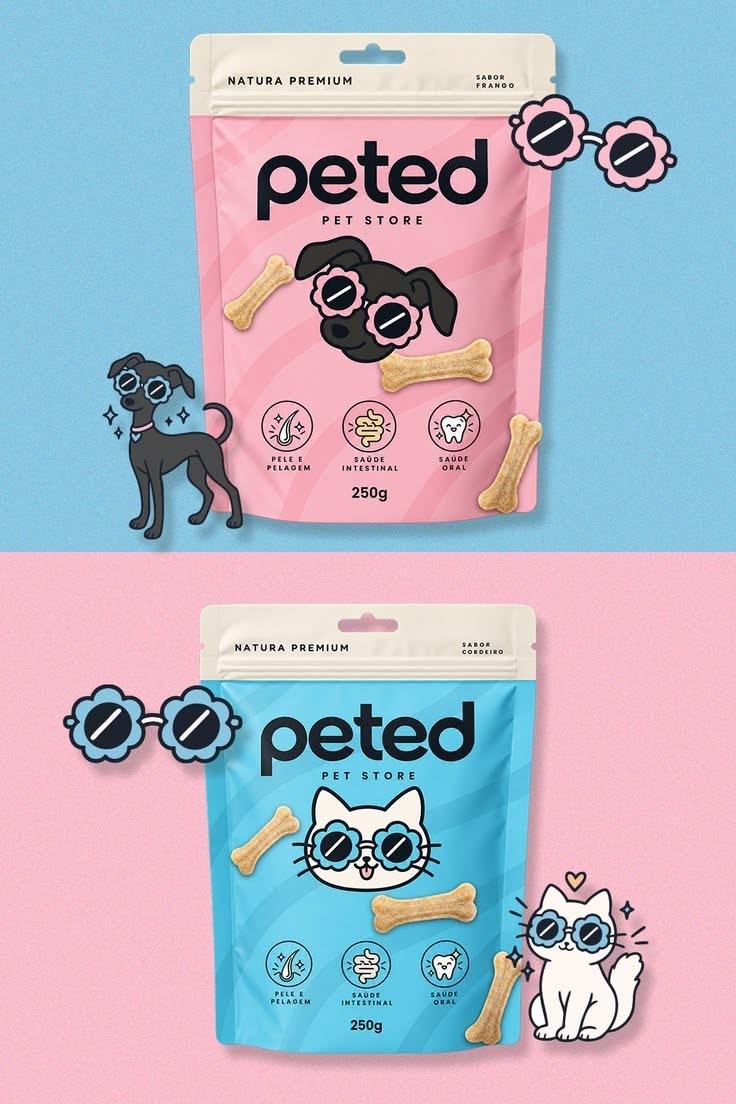 NATURA PREMIUM
SABOR
FRANGO
peted
PET STORE
PELE E
PELAGEM
SAÚDE
INTESTINAL
SAÚDE
ORAL
250g
NATURA PREMIUM
SABOR
CORDEIRO
peted
PET STORE
PELE E
PELAGEM
SAÚDE
INTESTINAL
SAÚDE
ORAL
250g